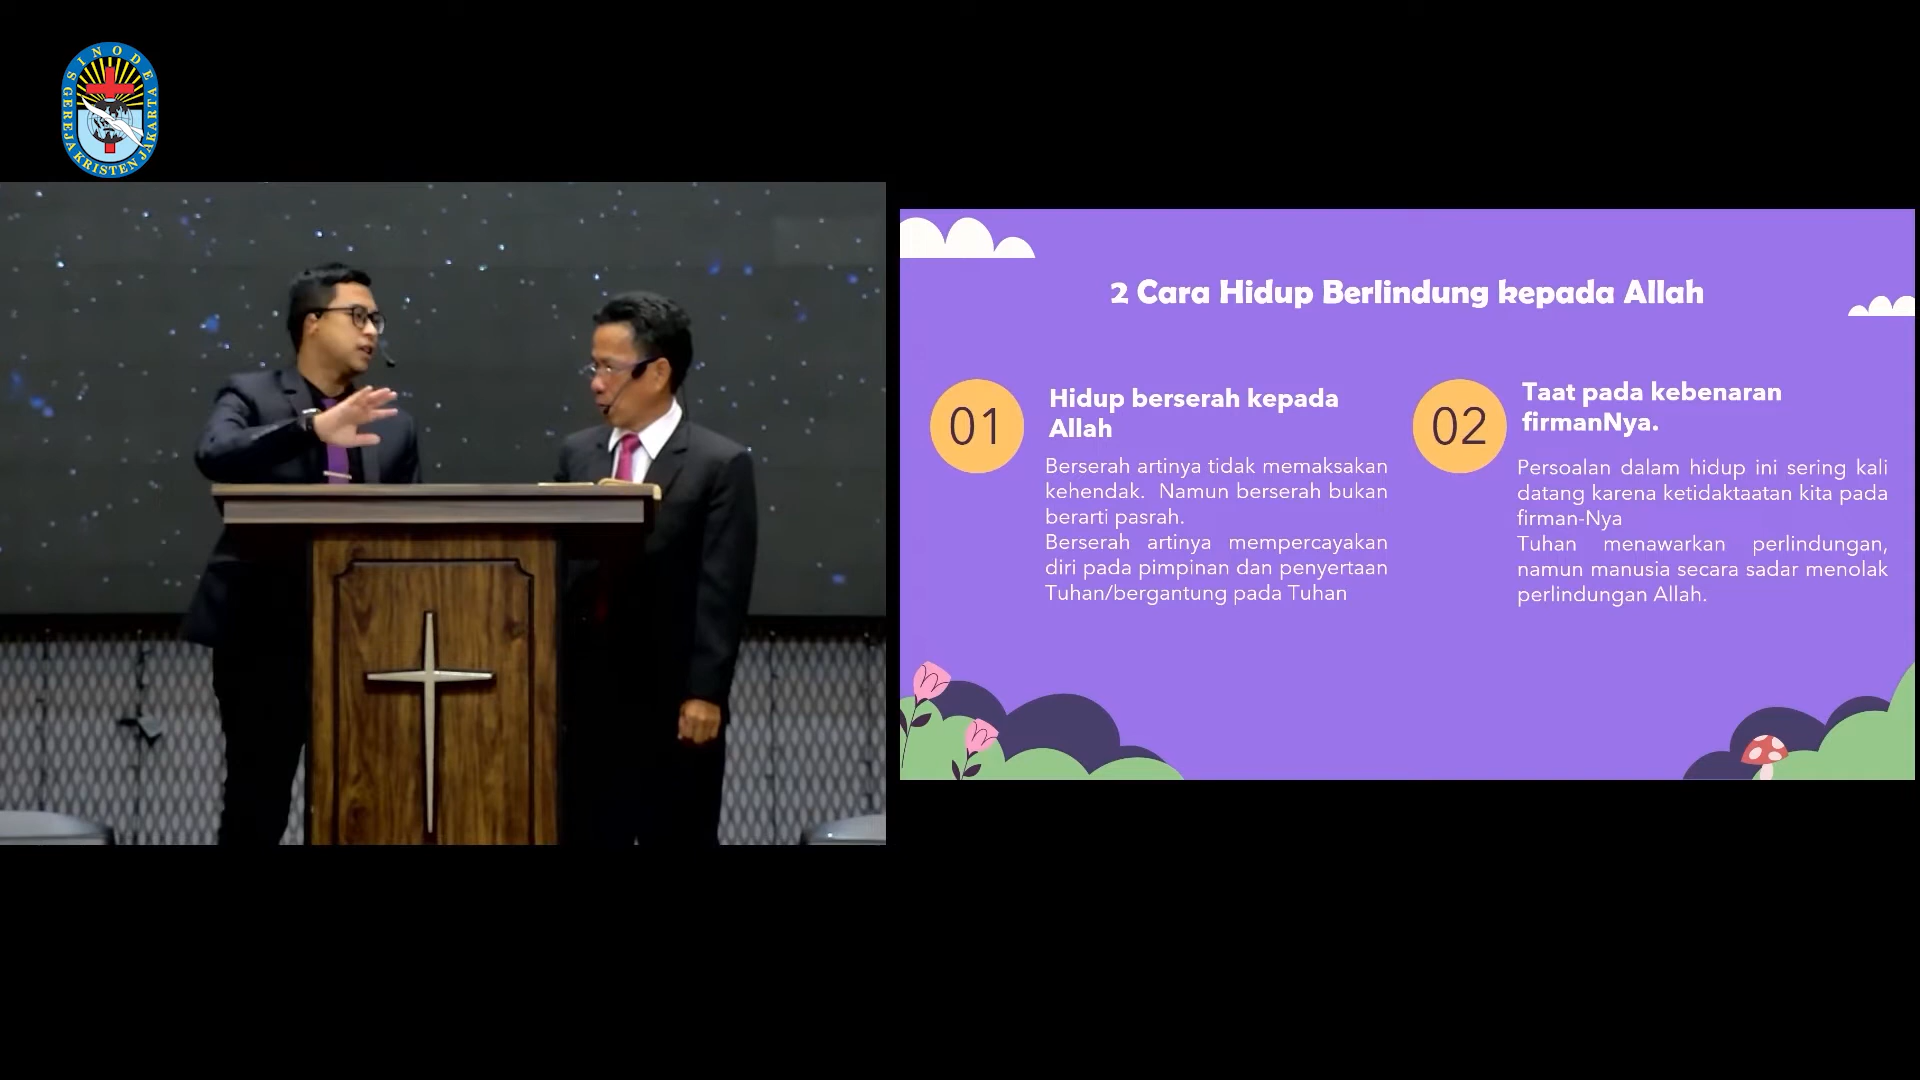 SINODE
GEREJA KRISTEN JAKARTA
2 Cara Hidup Berlindung kepada Allah
01
Hidup berserah kepada
Allah
Berserah artinya tidak memaksakan
kehendak. Namun berserah bukan
berarti pasrah.
Berserah artinya mempercayakan
diri pada pimpinan dan penyertaan
Tuhan/bergantung pada Tuhan
02
Taat pada kebenaran
firmanNya.
Persoalan dalam hidup ini sering kali
datang karena ketidaktaatan kita pada
firman-Nya
Tuhan menawarkan perlindungan,
namun manusia secara sadar menolak
perlindungan Allah.